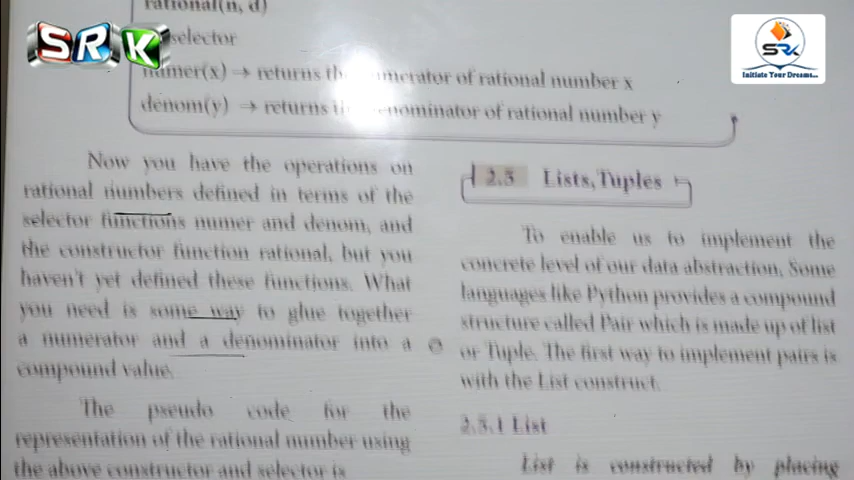 rational(n, d)
selector
numer(x) → returns the numerator of rational number x
denom(y) → returns the denominator of rational number y
Now you have the operations on
rational numbers defined in terms of the
selector functions numer and denom, and
the constructor function rational, but you
haven't yet defined these functions. What
you need is some way to glue together
a numerator and a denominator into a
compound value.
The pseudo code for the
representation of the rational number using
the above constructor and selector is
2.3 Lists, Tuples
To enable us to implement the
concrete level of our data abstraction, Some
languages like Python provides a compound
structure called Pair which is made up of list
or Tuple. The first way to implement pairs is
with the List construct.
2.3.1 List
List is constructed by placing
SRK
SRK
Initiate Your Dreams...